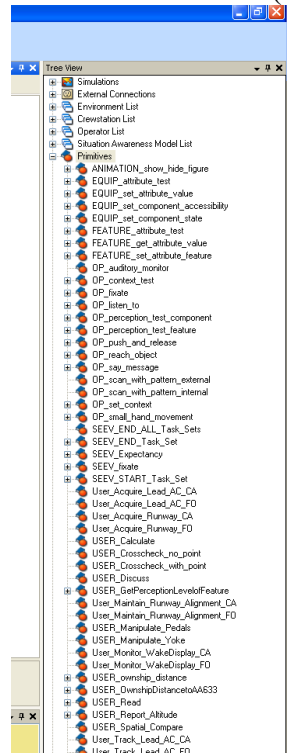 Tree View
Simulations
External Connections
Environment List
Crewstation List
Operator List
Situation Awareness Model List
Primitives
ANIMATION_show_hide_figure
EQUIP_attribute_test
EQUIP_set_attribute_value
EQUIP_set_component_accessibility
EQUIP_set_component_state
FEATURE_attribute_test
FEATURE_get_attribute_value
FEATURE_set_attribute_feature
OP_auditory_monitor
OP_context_test
OP_fixate
OP_listen_to
OP_perception_test_component
OP_perception_test_feature
OP_push_and_release
OP_reach_object
OP_say_message
OP_scan_with_pattern_external
OP_scan_with_pattern_internal
OP_set_context
OP_small_hand_movement
SEEV_END_ALL_Task_Sets
SEEV_END_Task_Set
SEEV_Expectancy
SEEV_fixate
SEEV_START_Task_Set
User_Acquire_Lead_AC_CA
User_Acquire_Lead_AC_FO
User_Acquire_Runway_CA
User_Acquire_Runway_FO
USER_Calculate
USER_Crosscheck_no_point
USER_Crosscheck_with_point
USER_Discuss
USER_GetPerceptionLevelofFeature
User_Maintain_Runway_Alignment_CA
User_Maintain_Runway_Alignment_FO
USER_Manipulate_Pedals
USER_Manipulate_Yoke
User_Monitor_WakeDisplay_CA
User_Monitor_WakeDisplay_FO
USER_ownship_distance
USER_OwnshipDistancetoAA633
USER_Read
USER_Report_Altitude
USER_Spatial_Compare
User_Track_Lead_AC_CA
User_Track_Lead_AC_FO